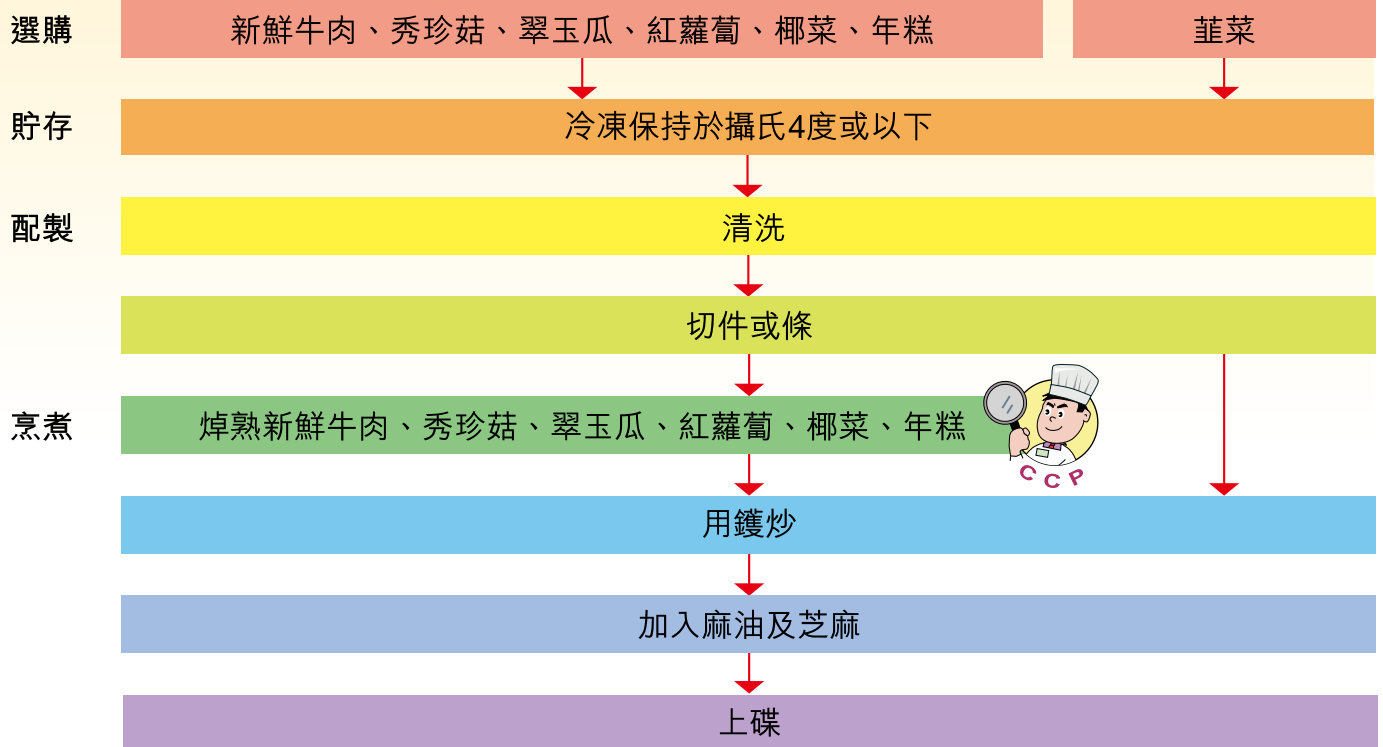 選購
新鮮牛肉、秀珍菇、翠玉瓜、紅蘿蔔、椰菜、年糕
韮菜
貯存
冷凍保持於攝氏4度或以下
配製
清洗
切件或條
烹煮
焯熟新鮮牛肉、秀珍菇、翠玉瓜、紅蘿蔔、椰菜、年糕
CCP
用鑊炒
加入麻油及芝麻
上碟